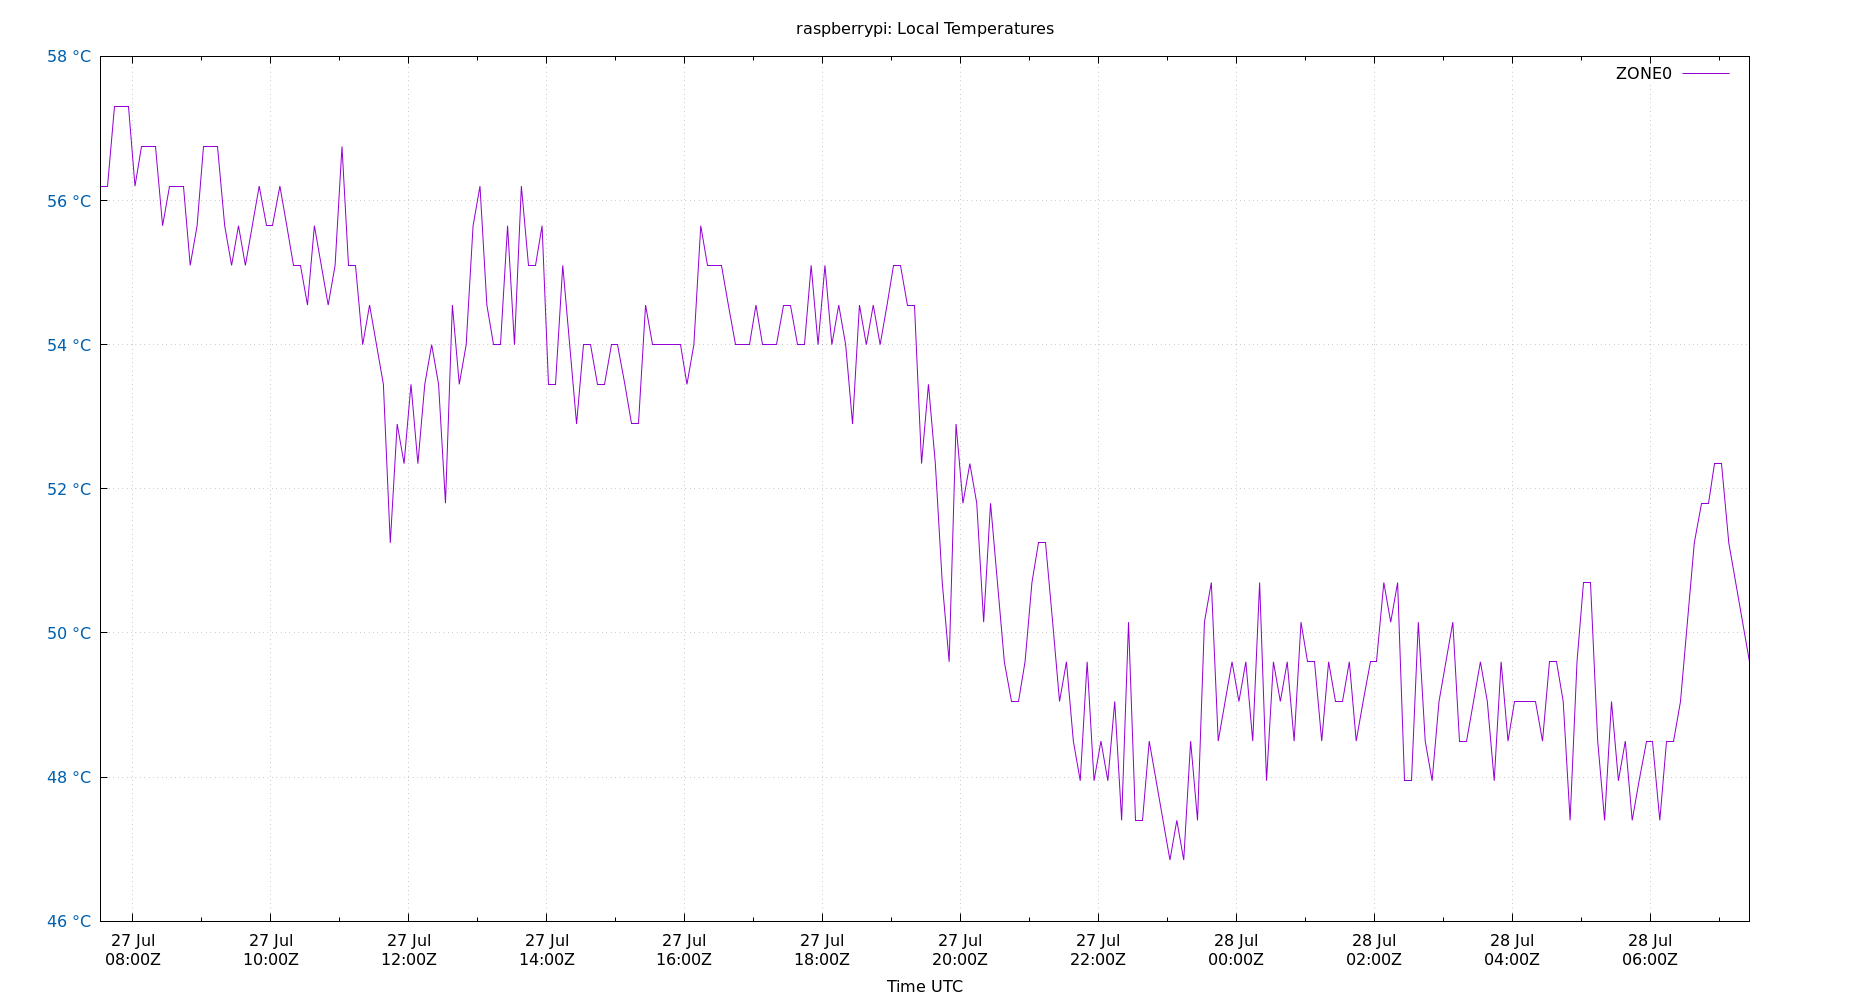 raspberrypi: Local Temperatures
58 °C
ZONE0
56 °C
54 °C
52 °C
50 °C
48 °C
46 °C
27 Jul 27 Jul 27 Jul 27 Jul 27 Jul 27 Jul 27 Jul 27 Jul 28 Jul 28 Jul 28 Jul 28 Jul
08:00Z 10:00Z 12:00Z 14:00Z 16:00Z 18:00Z 20:00Z 22:00Z 00:00Z 02:00Z 04:00Z 06:00Z
Time UTC